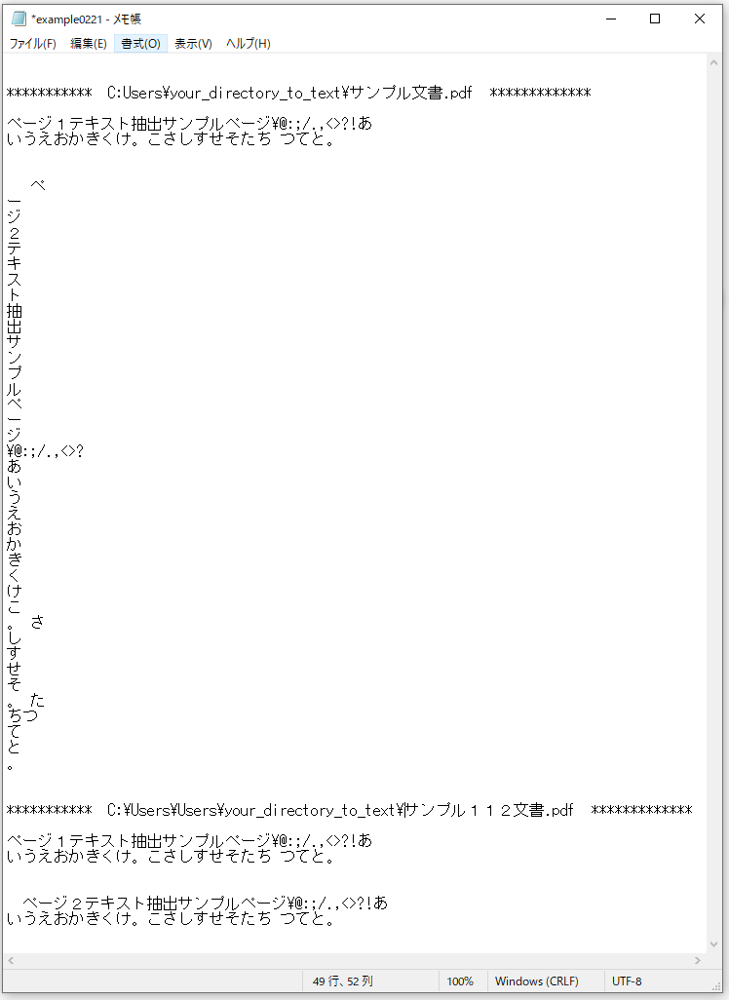 *example0221 - メモ帳
ファイル(F) 編集(E) 書式(O) 表示(V) ヘルプ(H)
*********** C:Users¥your_directory_to_text¥サンプル文書.pdf *************
ページ１テキスト抽出サンプルページ¥@:;/.,<>?!あ
いうえおかきくけ。こさしすせそたち つてと。
ペ
ー
ジ
２
テ
キ
ス
ト
抽
出
サ
ン
プ
ル
ペ
ー
ジ
¥@:;/.,<>?
あ
い
う
え
お
か
き
く
け
こ
。 さ
し
す
せ
そ
。 た
ちつ
て
と
。
*********** C:¥Users¥Users¥your_directory_to_text¥サンプル１１２文書.pdf *************
ページ１テキスト抽出サンプルページ¥@:;/.,<>?!あ
いうえおかきくけ。こさしすせそたち つてと。
ページ２テキスト抽出サンプルページ¥@:;/.,<>?!あ
いうえおかきくけ。こさしすせそたち つてと。
49 行、52 列 100% Windows (CRLF) UTF-8